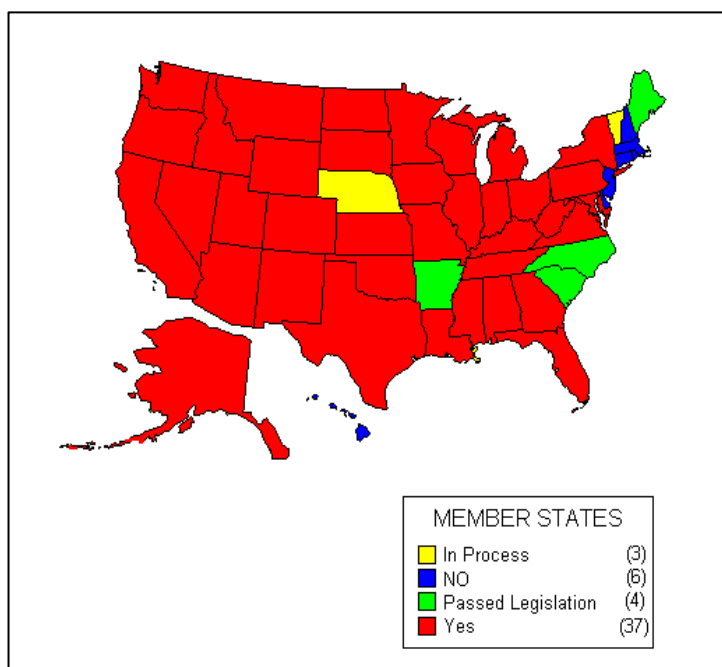 MEMBER STATES
In Process (3)
NO (6)
Passed Legislation (4)
Yes (37)